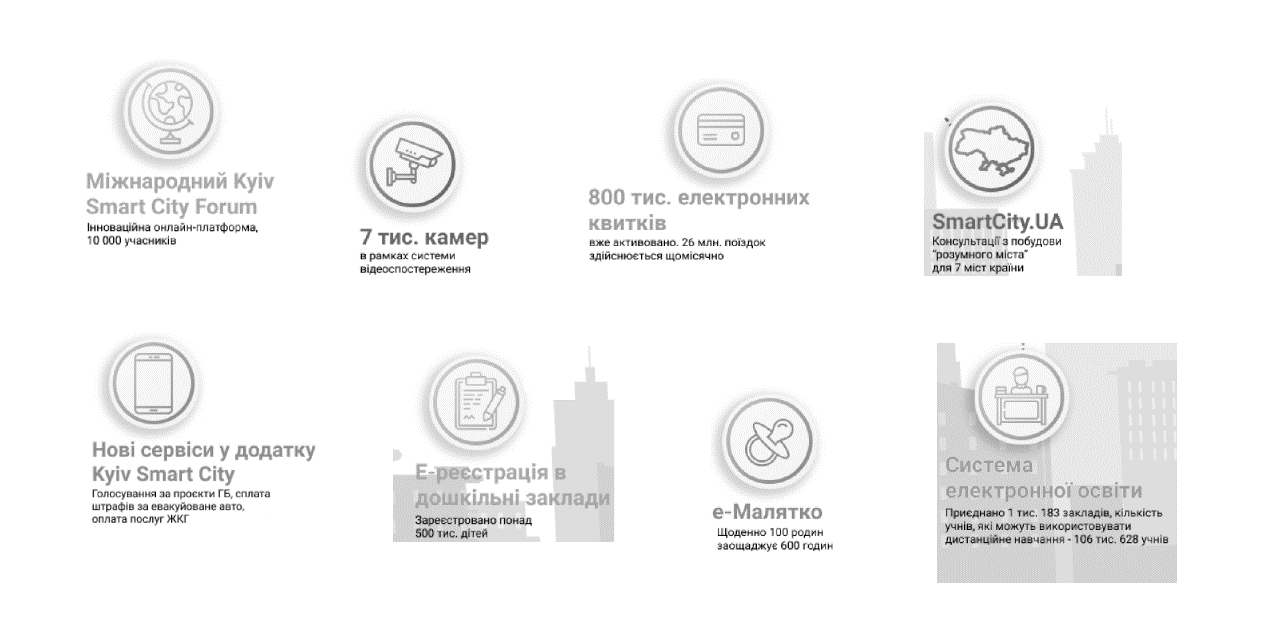 Міжнародний Kyiv
Smart City Forum
Інноваційна онлайн-платформа,
10 000 учасників
7 тис. камер
в рамках системи
відеоспостереження
800 тис. електронних
квитків
вже активовано. 26 млн. поїздок
здійснюється щомісячно
SmartCity.UA
Консультації з побудови
"розумного міста"
для 7 міст країни
Нові сервіси у додатку
Kyiv Smart City
Голосування за проєкти ГБ, сплата
штрафів за евакуйоване авто,
оплата послуг ЖКГ
Е-реєстрація в
дошкільні заклади
Зареєстровано понад
500 тис. дітей
е-Малятко
Щоденно 100 родин
заощаджує 600 годин
Система
електронної освіти
Приєднано 1 тис. 183 закладів, кількість
учнів, які можуть використовувати
дистанційне навчання - 106 тис. 628 учнів